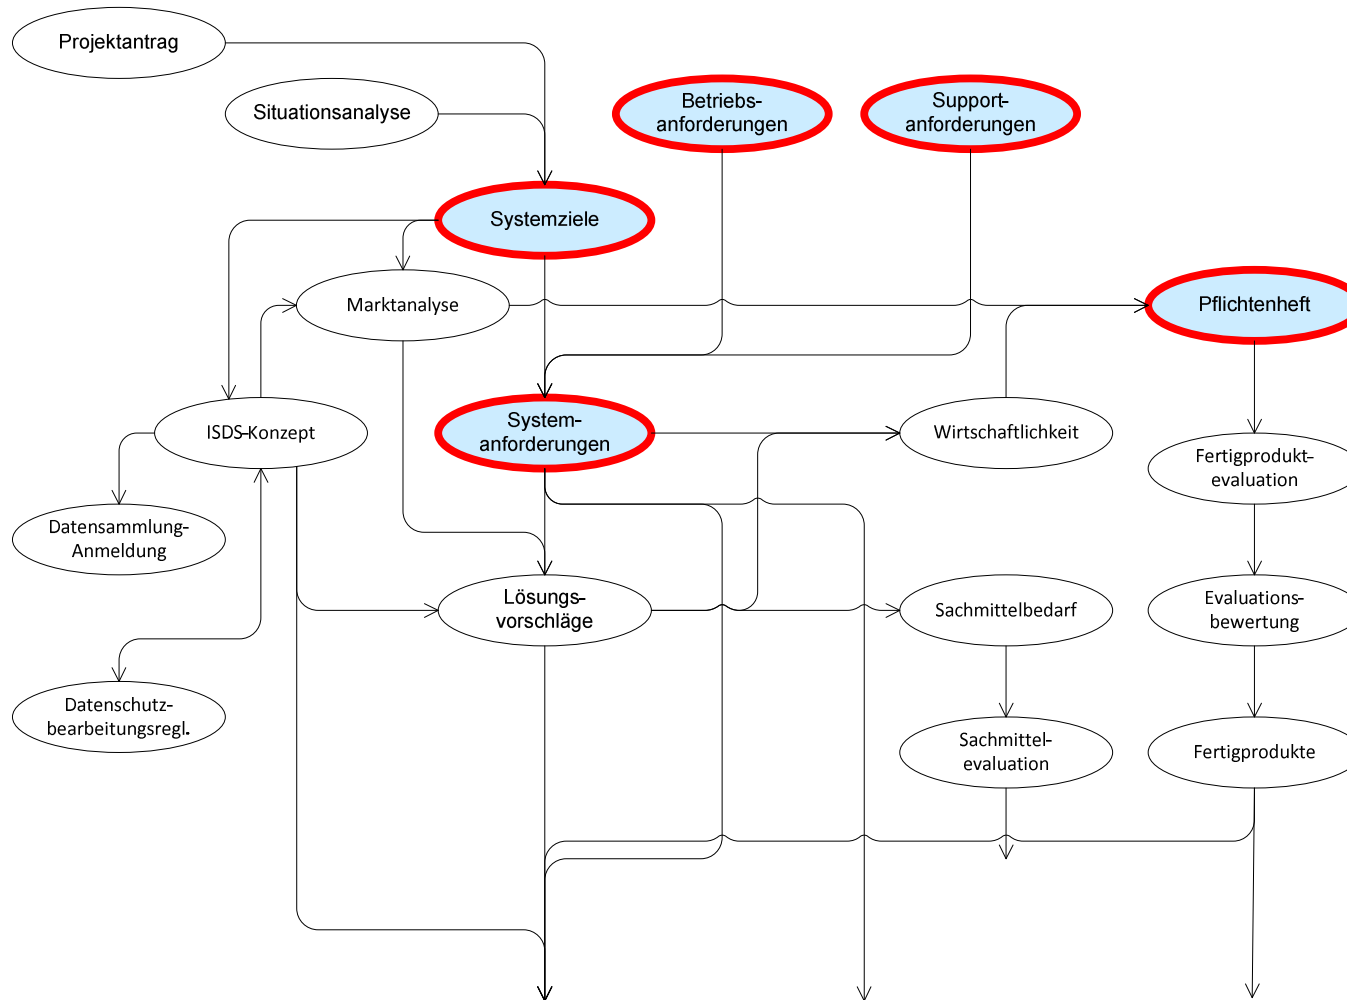 Projektantrag
Situationsanalyse
Betriebs-
anforderungen
Support-
anforderungen
Systemziele
Marktanalyse
Pflichtenheft
ISDS-Konzept
System-
anforderungen
Wirtschaftlichkeit
Fertigprodukt-
evaluation
Datensammlung-
Anmeldung
Lösungs-
vorschläge
Sachmittelbedarf
Evaluations-
bewertung
Datenschutz-
bearbeitungsregl.
Sachmittel-
evaluation
Fertigprodukte